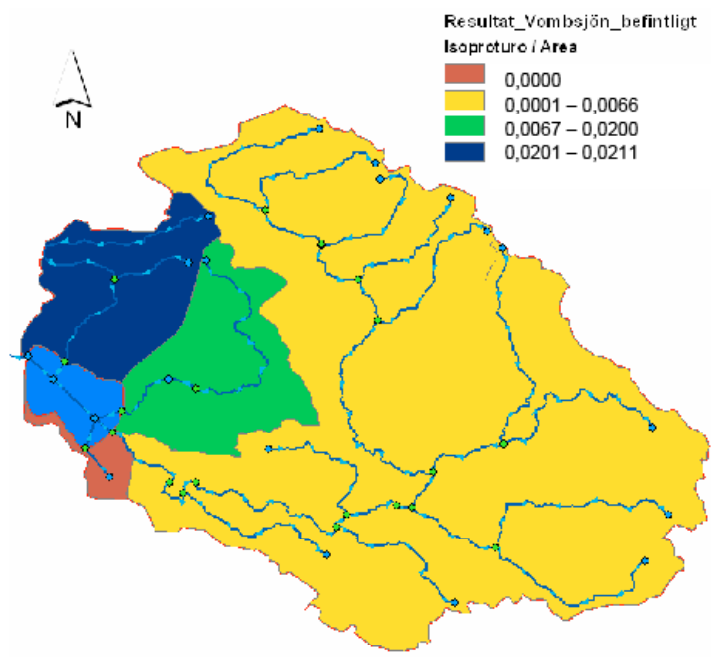 Resultat_Vombsjön_befintligt
Isoproturo / Area
0,0000
0,0001 – 0,0066
0,0067 – 0,0200
0,0201 – 0,0211
N